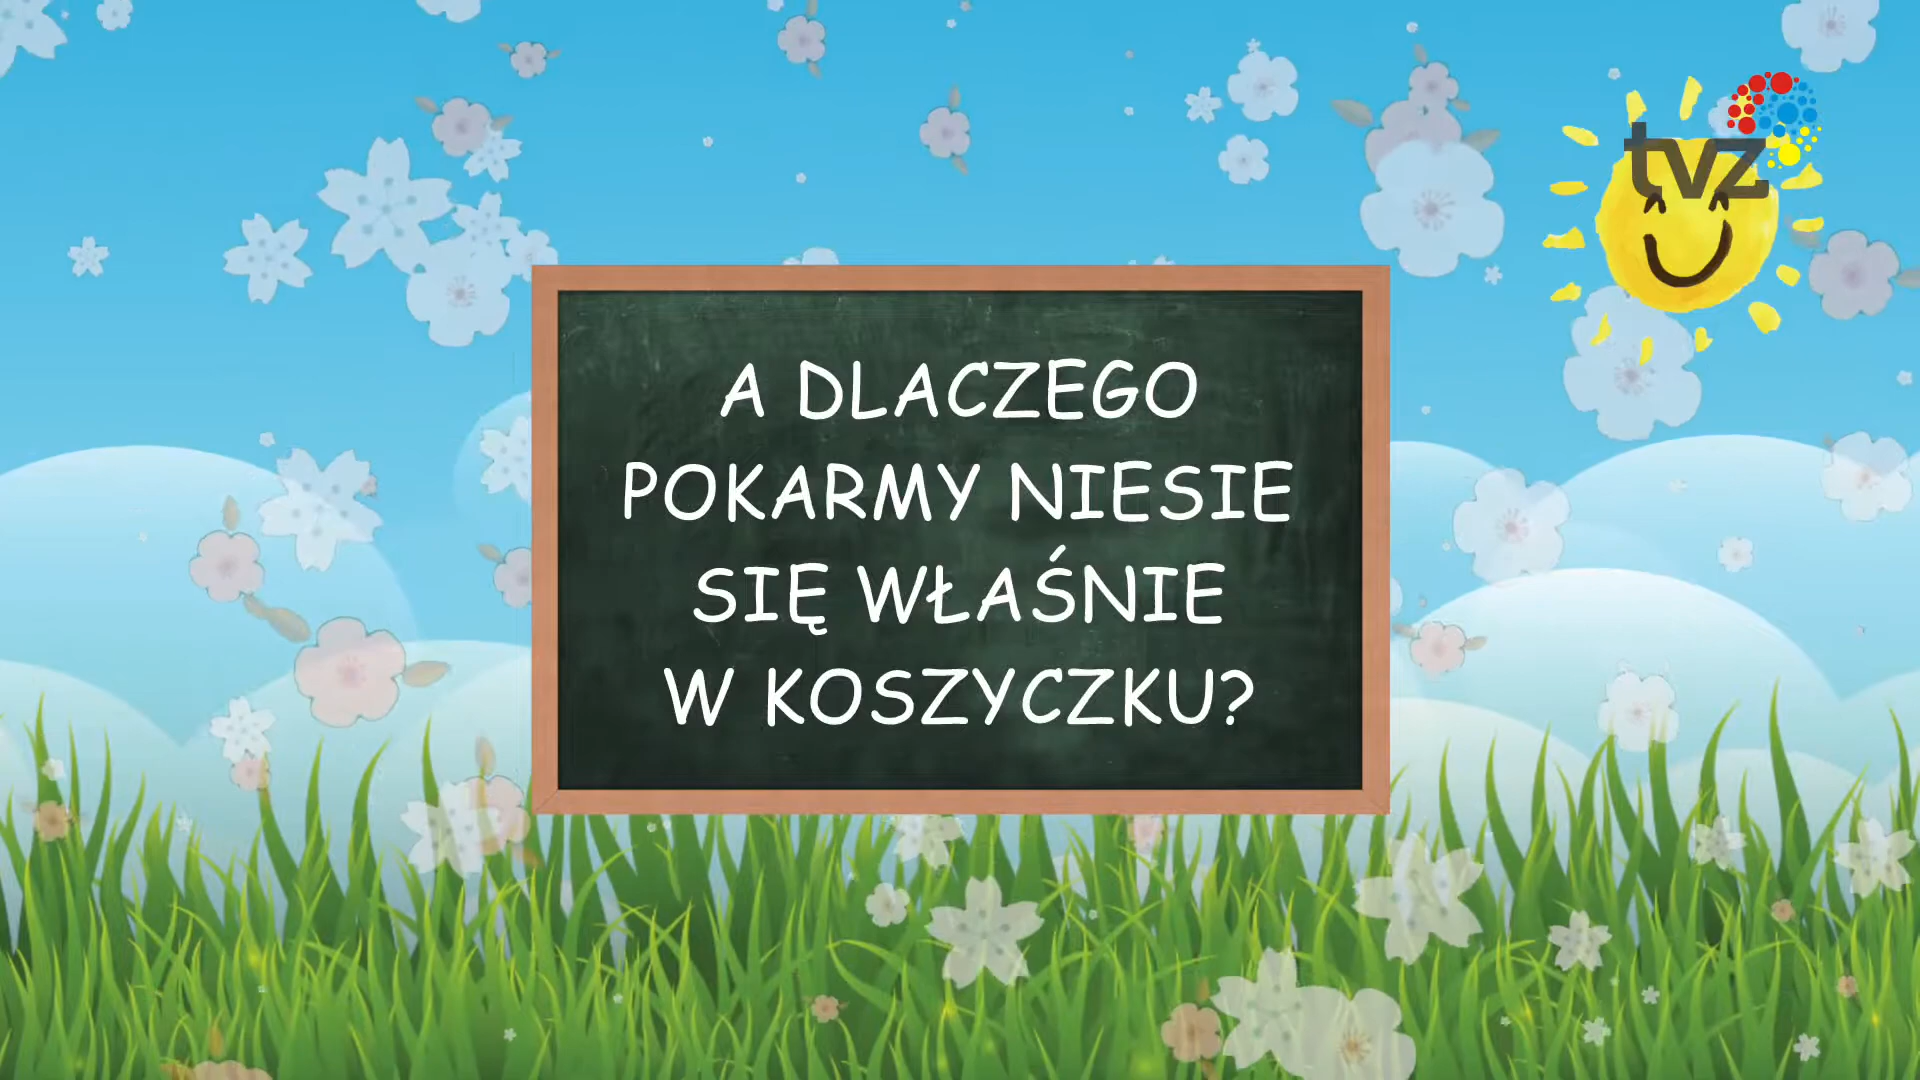 tvz
A DLACZEGO
POKARMY NIESIE
SIĘ WŁAŚNIE
W KOSZYCZKU?